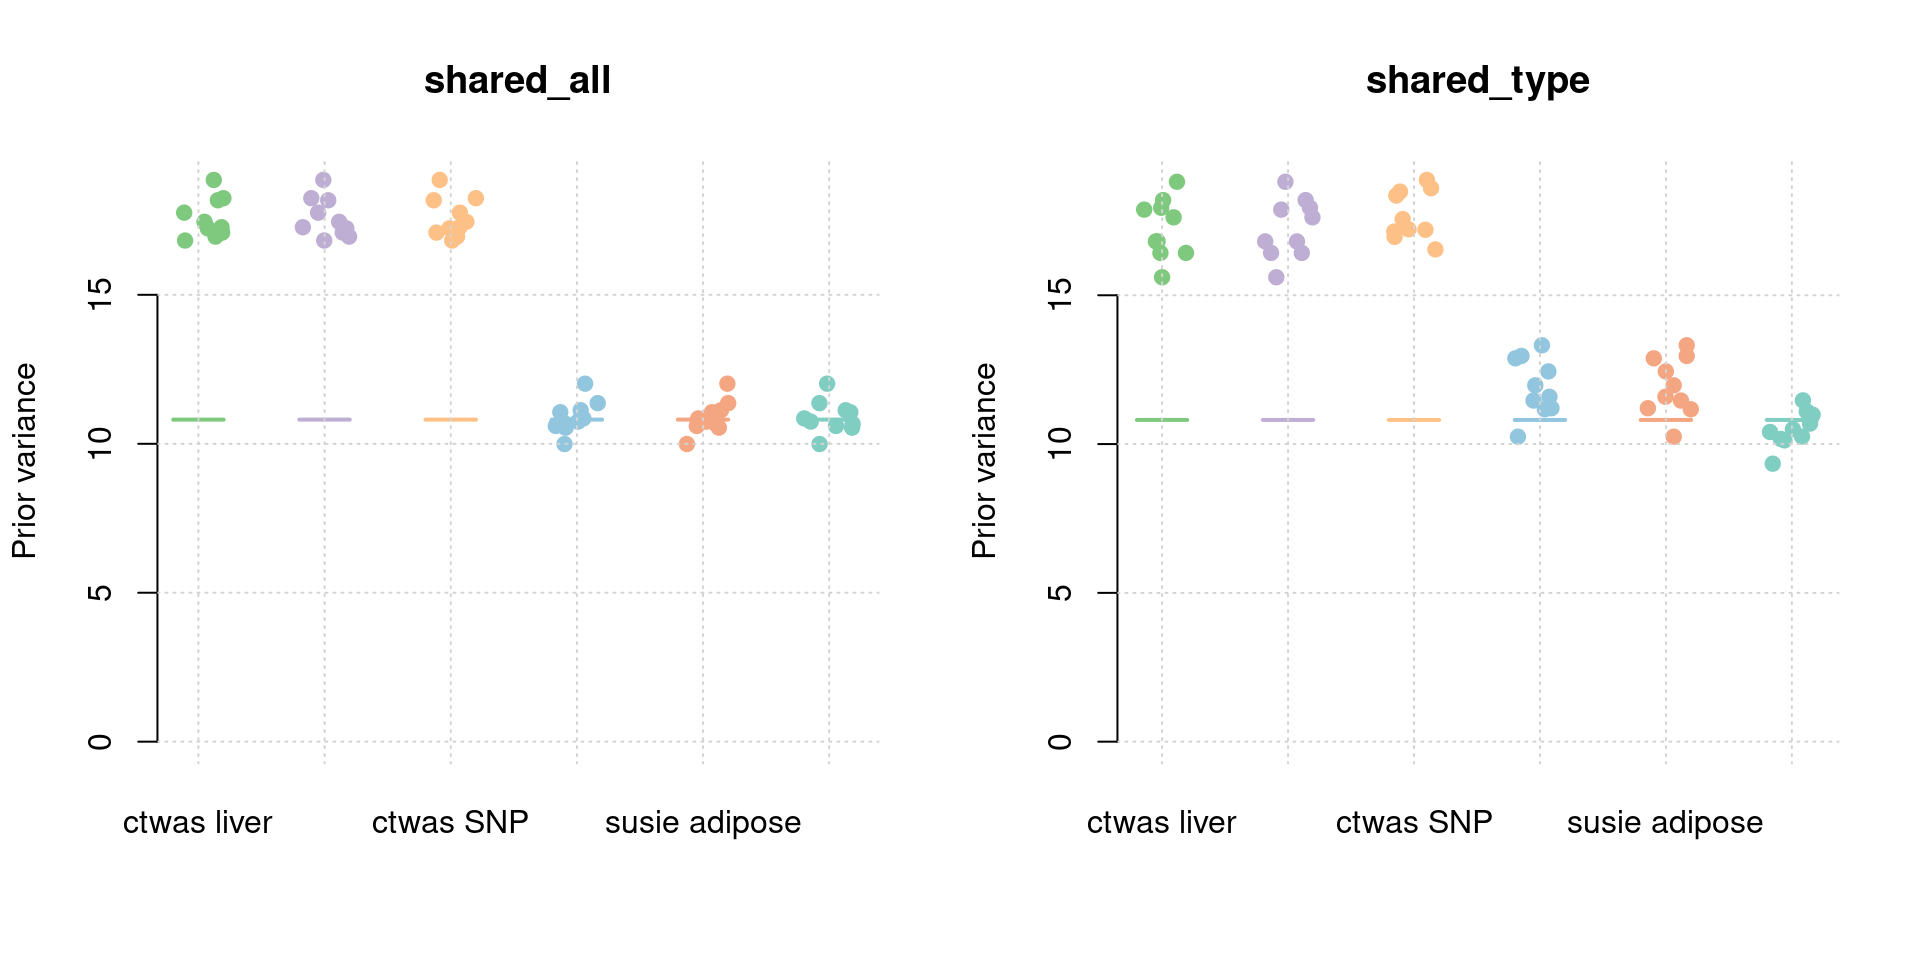 shared_all
Prior variance
15
10
5
0
ctwas liver
ctwas SNP
susie adipose
shared_type
Prior variance
15
10
5
0
ctwas liver
ctwas SNP
susie adipose